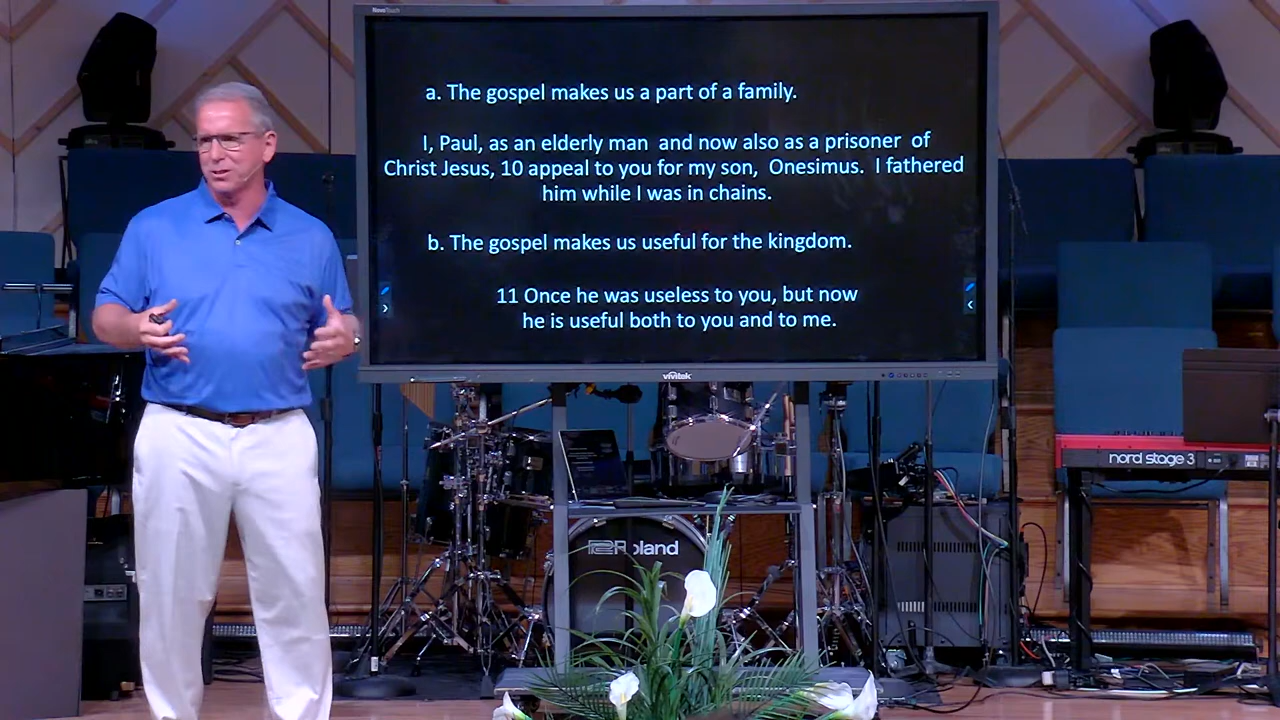 NovoTouch
a. The gospel makes us a part of a family.
I, Paul, as an elderly man and now also as a prisoner of
Christ Jesus, 10 appeal to you for my son, Onesimus. I fathered
him while I was in chains.
b. The gospel makes us useful for the kingdom.
11 Once he was useless to you, but now
he is useful both to you and to me.
vivitek
nord stage 3
Roland